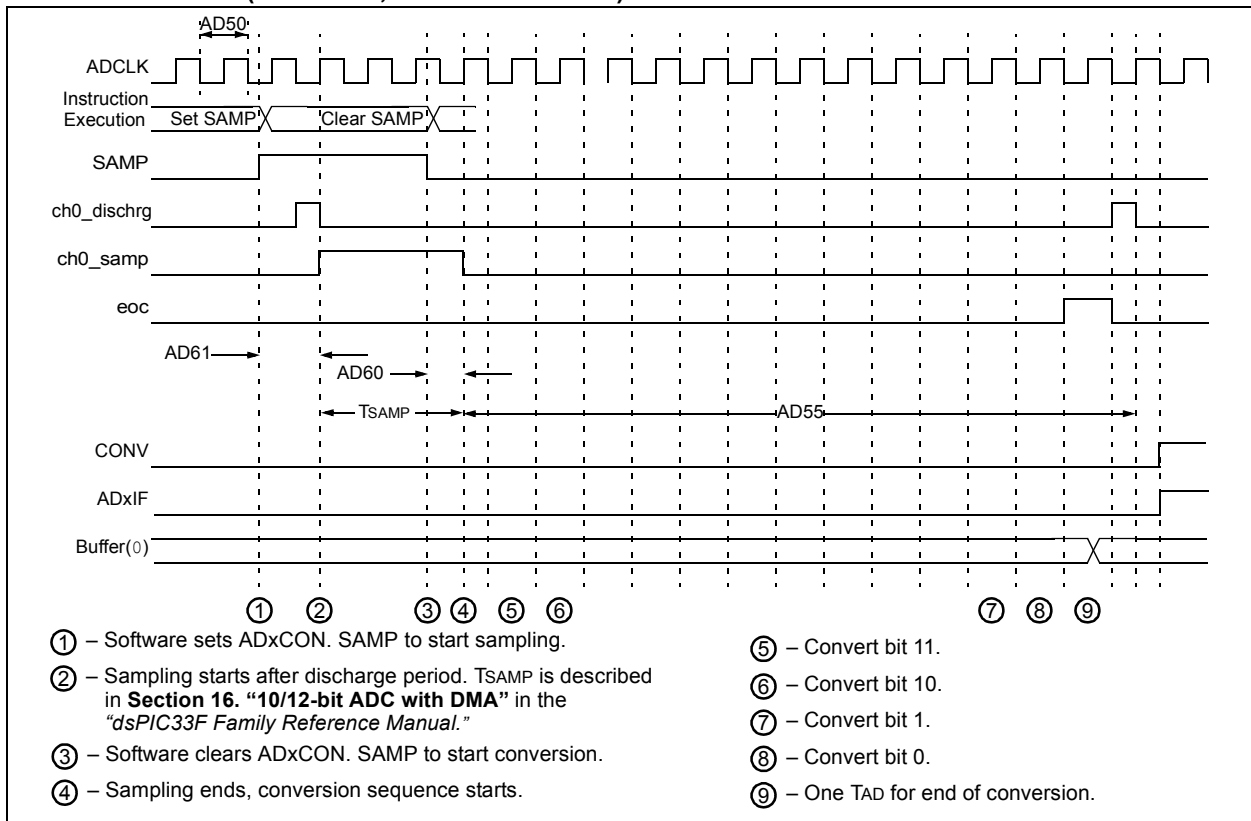 AD50
ADCLK
Instruction
Execution Set SAMP Clear SAMP
SAMP
ch0_dischrg
ch0_samp
eoc
AD61
AD60
TSAMP AD55
CONV
ADxIF
Buffer(0)
1 2 3 4 5 6 7 8 9
1 – Software sets ADxCON. SAMP to start sampling.
2 – Sampling starts after discharge period. TSAMP is described
in Section 16. “10/12-bit ADC with DMA” in the
“dsPIC33F Family Reference Manual.”
3 – Software clears ADxCON. SAMP to start conversion.
4 – Sampling ends, conversion sequence starts.
5 – Convert bit 11.
6 – Convert bit 10.
7 – Convert bit 1.
8 – Convert bit 0.
9 – One TAD for end of conversion.